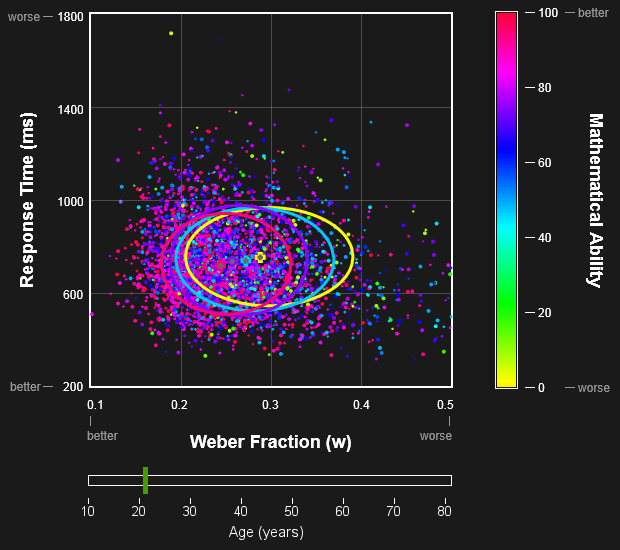 worse
1800
1400
1000
600
better
200
Response Time (ms)
0.1
0.2
0.3
0.4
0.5
better
worse
Weber Fraction (w)
100
better
80
60
40
20
0
worse
Mathematical Ability
10
20
30
40
50
60
70
80
Age (years)